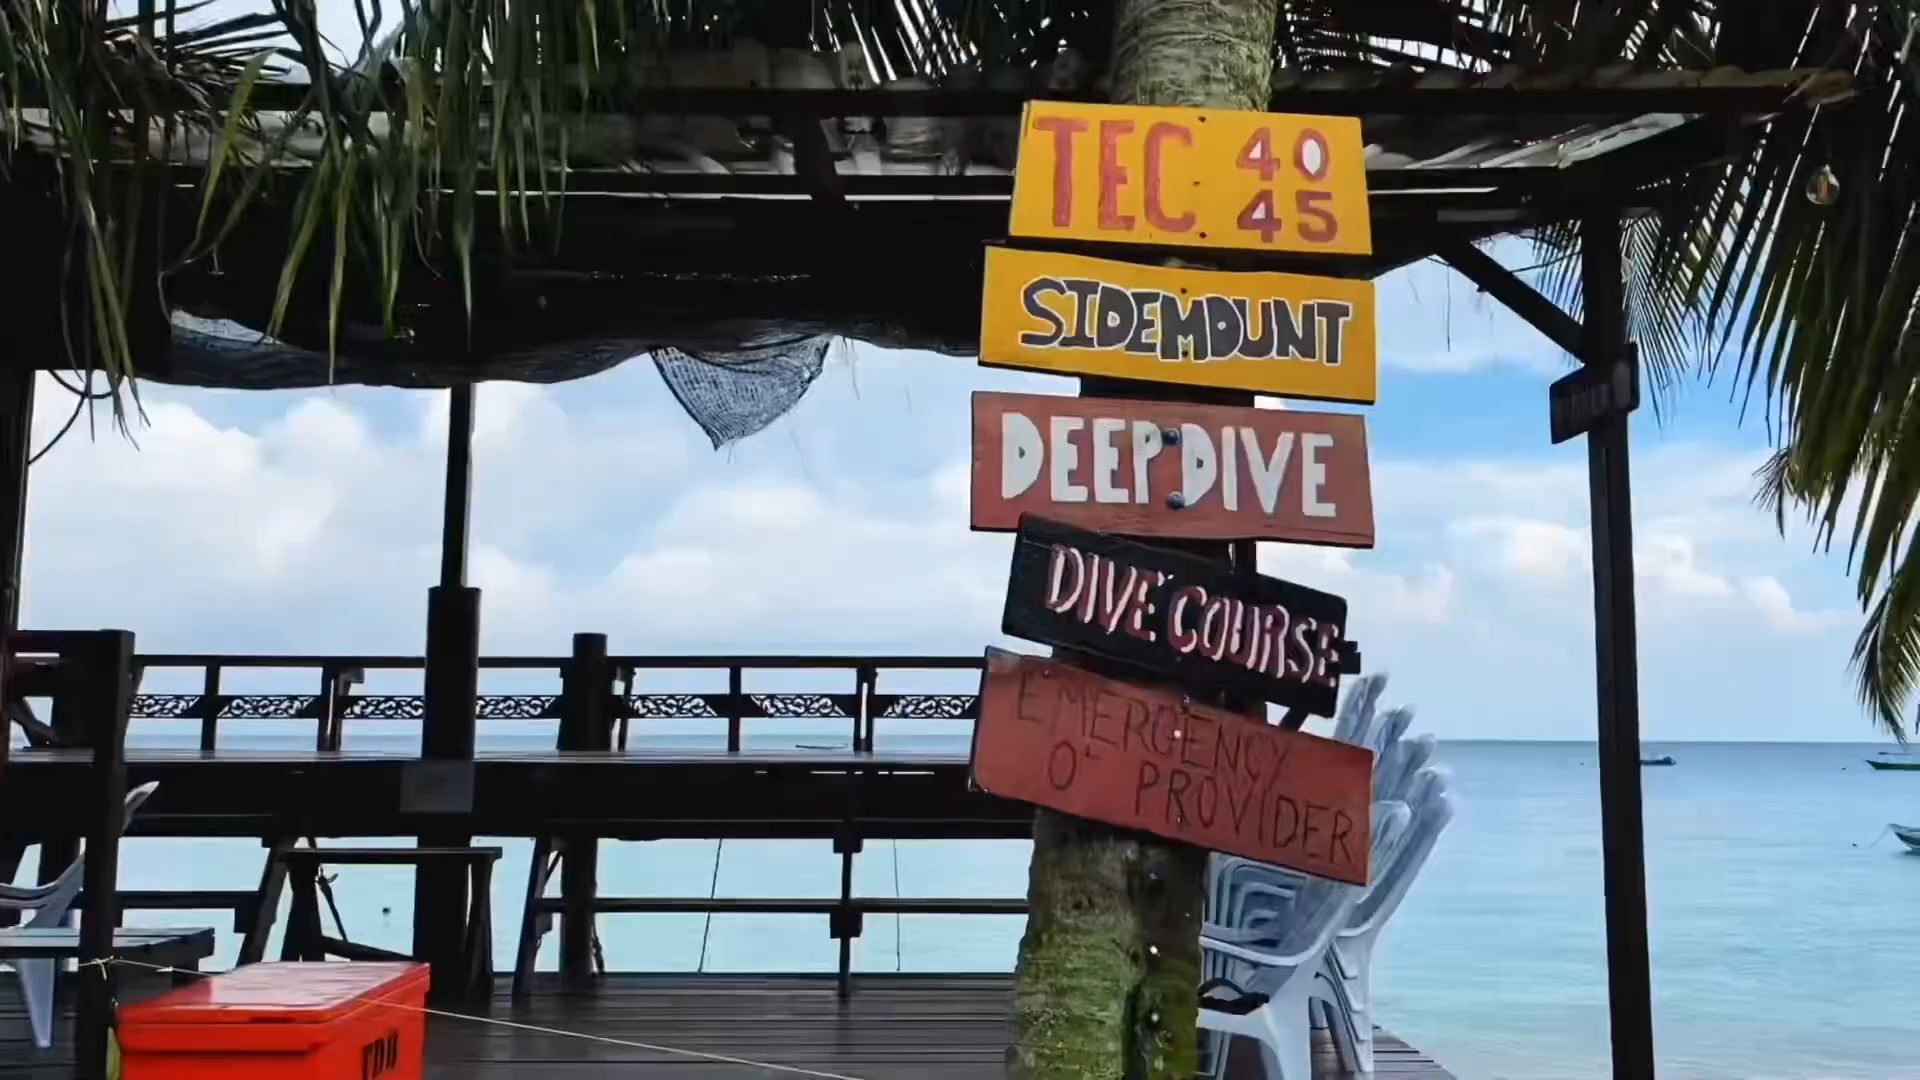 TEC 40
45
SIDEMOUNT
DEEP DIVE
DIVE COURSE
EMERGENCY
O² PROVIDER